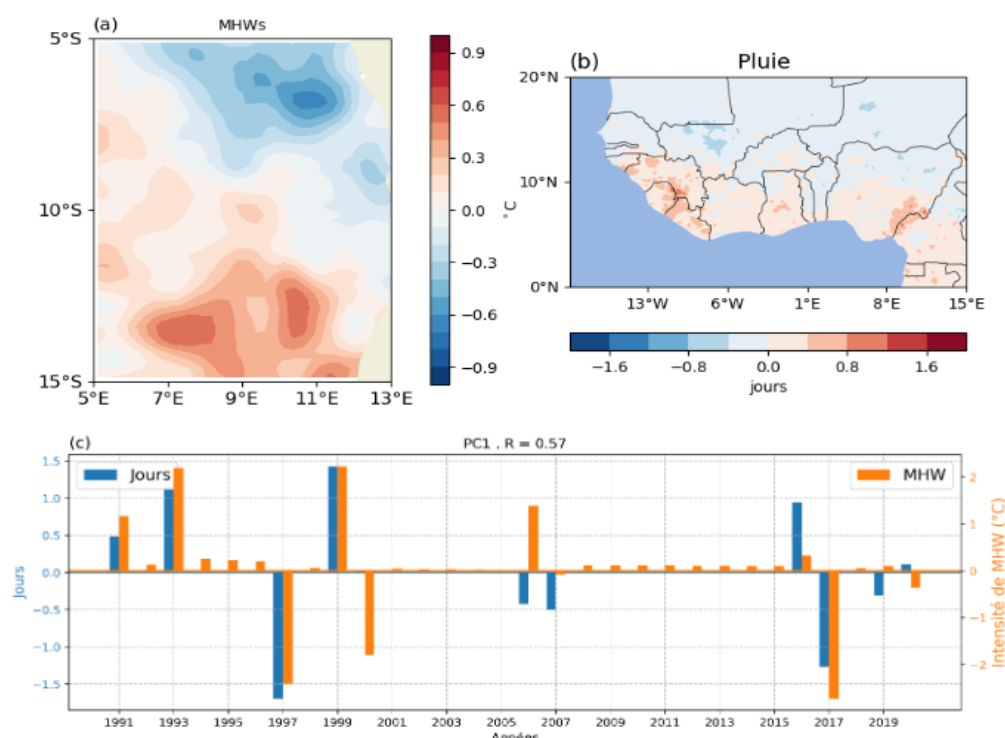 (a)
MHWs
5°S
10°S
15°S
5°E 7°E 9°E 11°E 13°E
0.9
0.6
0.3
0.0
−0.3
−0.6
−0.9
°C
(b)
Pluie
20°N
10°N
0°N
13°W 6°W 1°E 8°E 15°E
−1.6 −0.8 0.0 0.8 1.6
jours
(c)
PC1 . R = 0.57
Jours
MHW
1.5
1.0
0.5
0.0
−0.5
−1.0
−1.5
Jours
2
1
0
−1
−2
Intensité de MHW (°C)
1991 1993 1995 1997 1999 2001 2003 2005 2007 2009 2011 2013 2015 2017 2019
Années